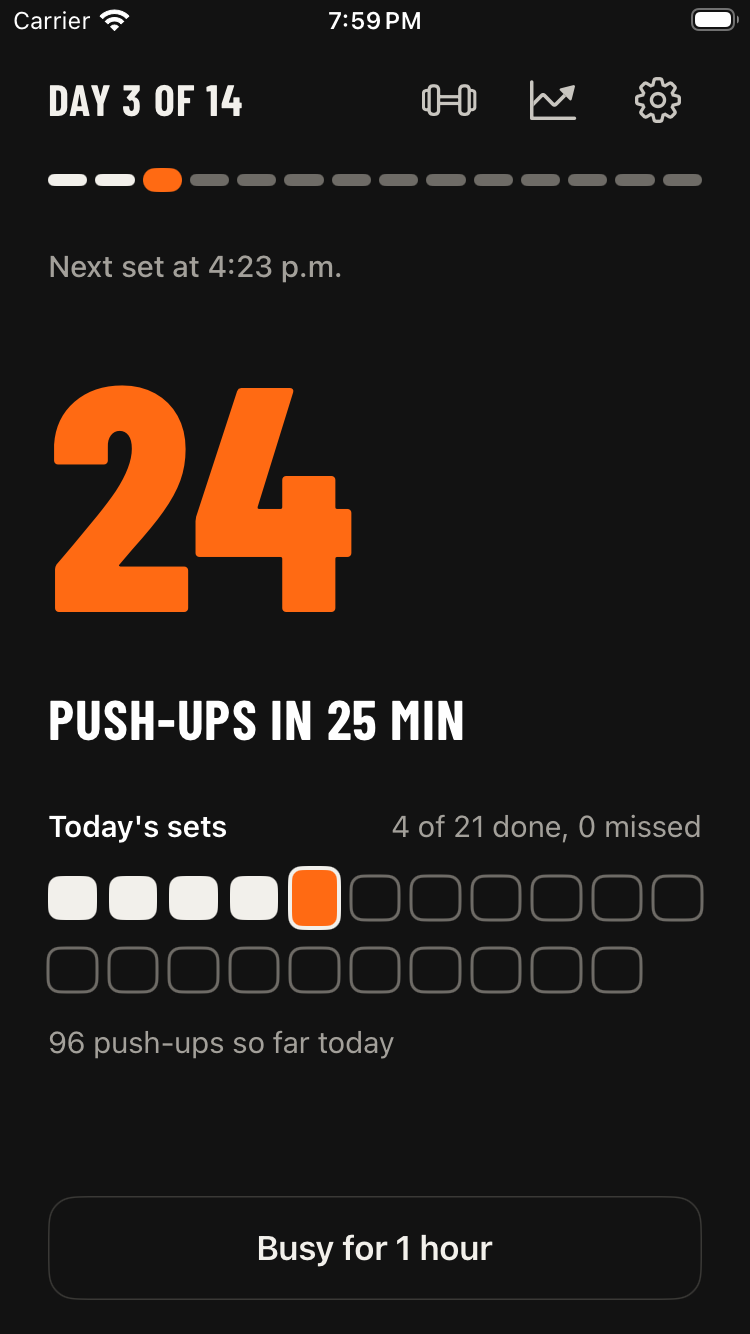 Carrier 7:59 PM
DAY 3 OF 14
Next set at 4:23 p.m.
24
PUSH-UPS IN 25 MIN
Today's sets 4 of 21 done, 0 missed
96 push-ups so far today
Busy for 1 hour